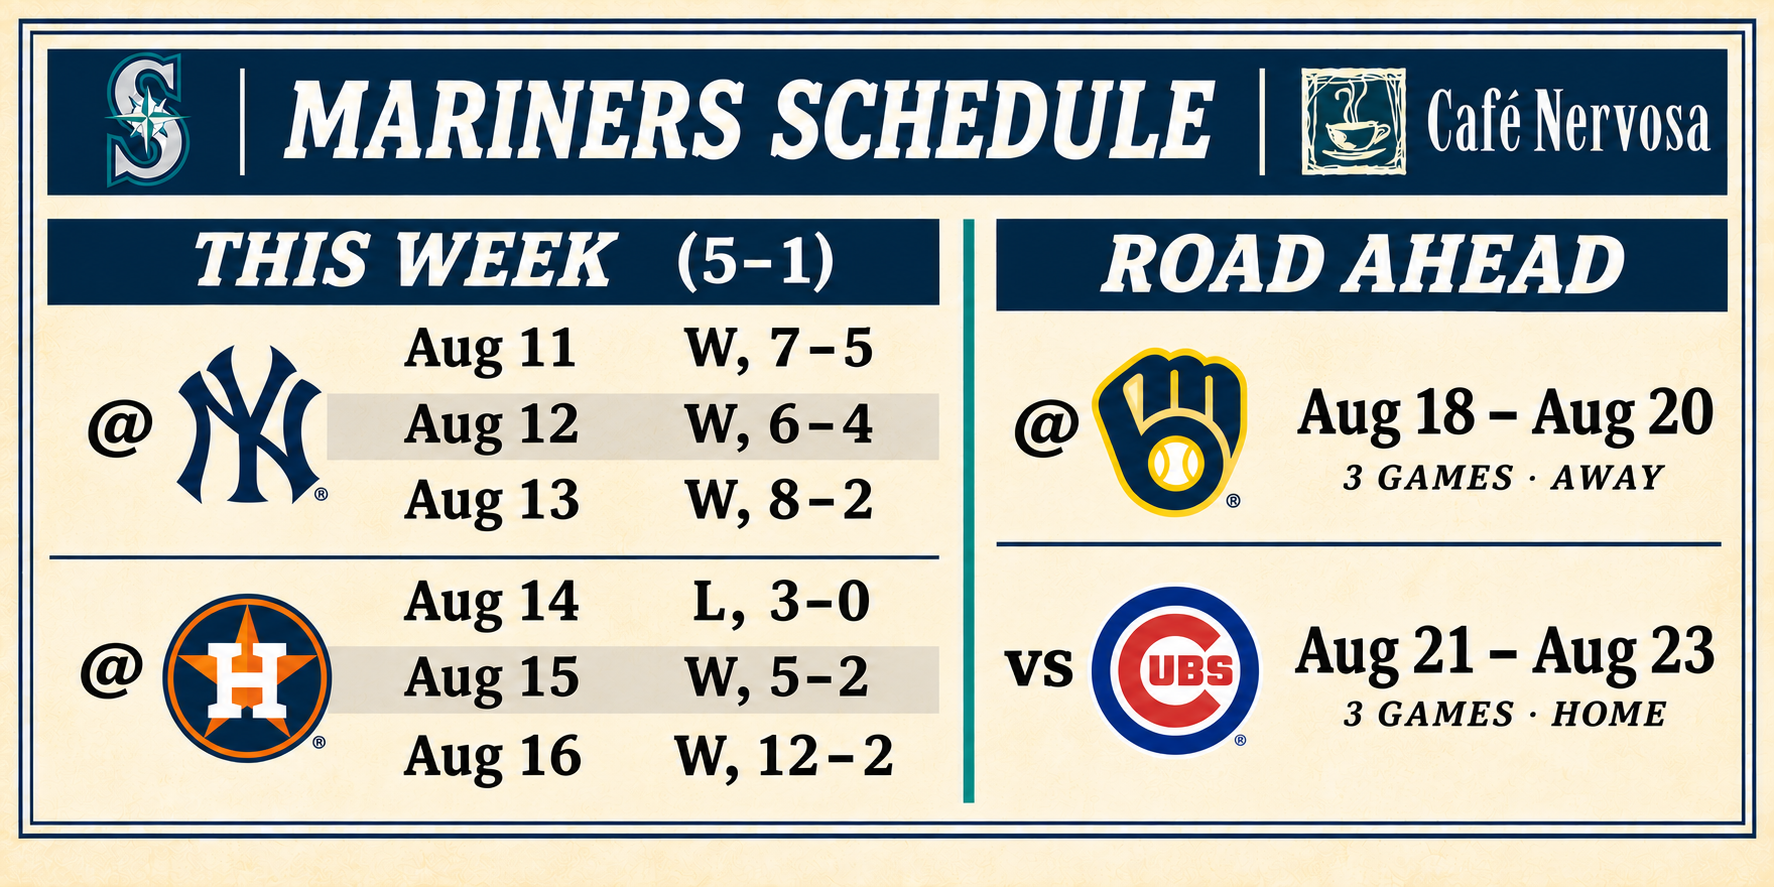 S
MARINERS SCHEDULE
Café Nervosa
THIS WEEK (5–1)
@ NY ®
Aug 11 W, 7–5
Aug 12 W, 6–4
Aug 13 W, 8–2
@ H ®
Aug 14 L, 3–0
Aug 15 W, 5–2
Aug 16 W, 12–2
ROAD AHEAD
@ ®
Aug 18 – Aug 20
3 GAMES · AWAY
vs CUBS ®
Aug 21 – Aug 23
3 GAMES · HOME